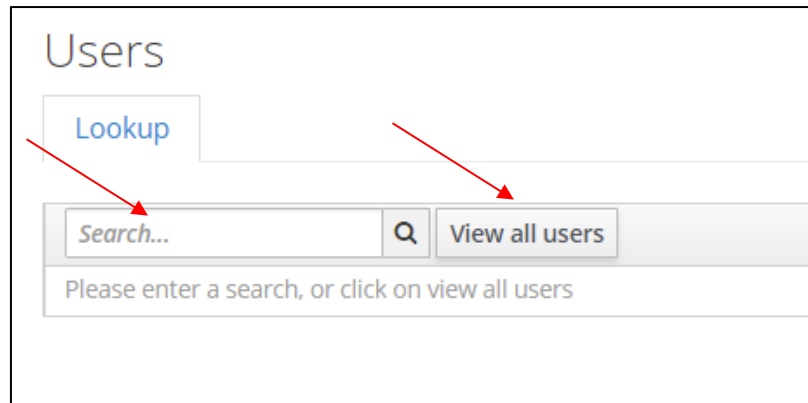 Users
Lookup
Search... View all users
Please enter a search, or click on view all users